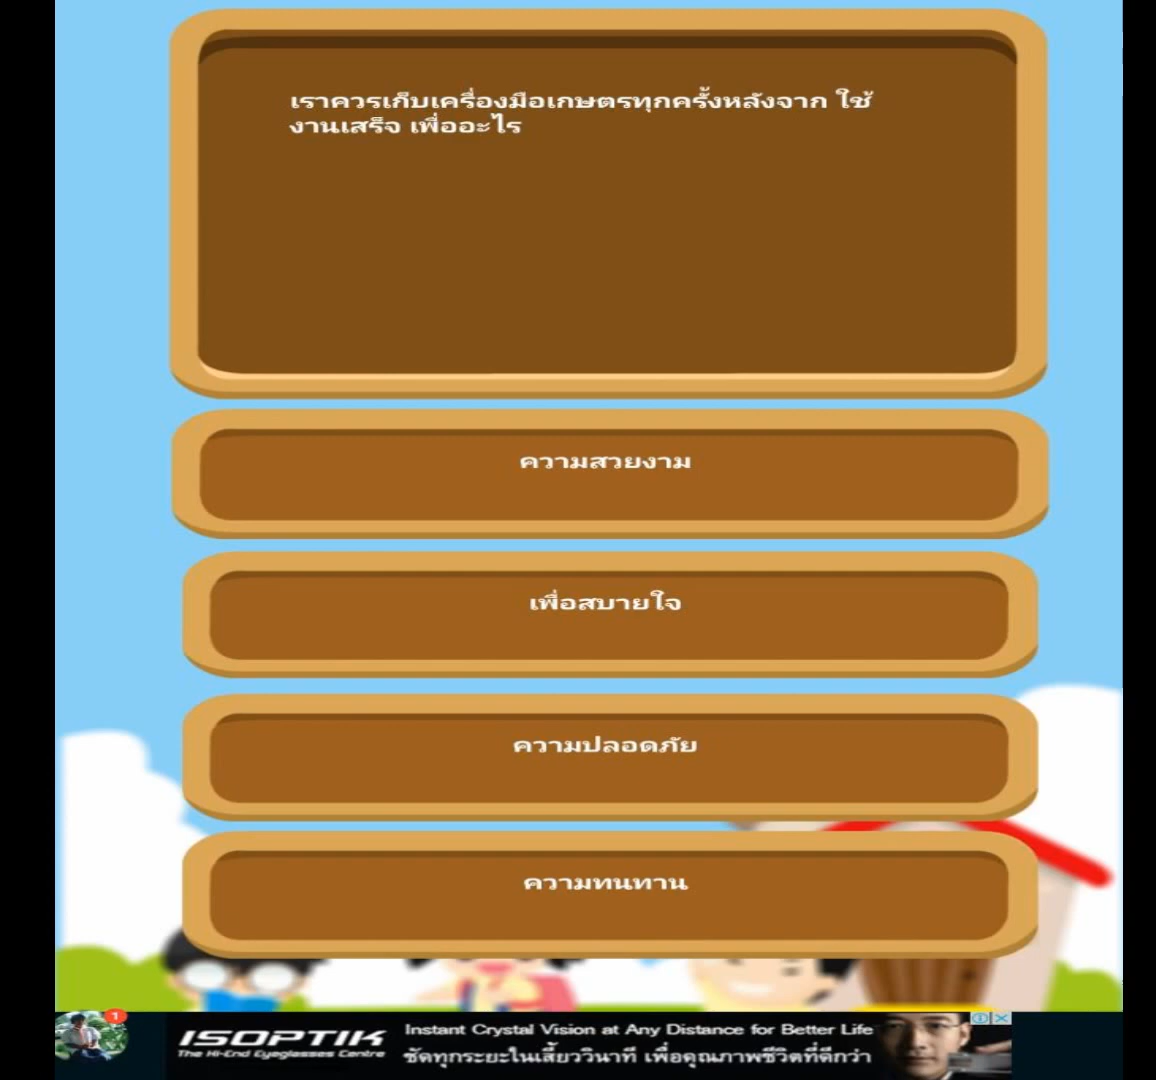 เราควรเก็บเครื่องมือเกษตรทุกครั้งหลังจาก ใช้
งานเสร็จ เพื่ออะไร
ความสวยงาม
เพื่อสบายใจ
ความปลอดภัย
ความทนทาน
1
ISOPTIK
The Hi-End Eyeglasses Centre
Instant Crystal Vision at Any Distance for Better Life
ชัดทุกระยะในเสี้ยววินาที เพื่อคุณภาพชีวิตที่ดีกว่า